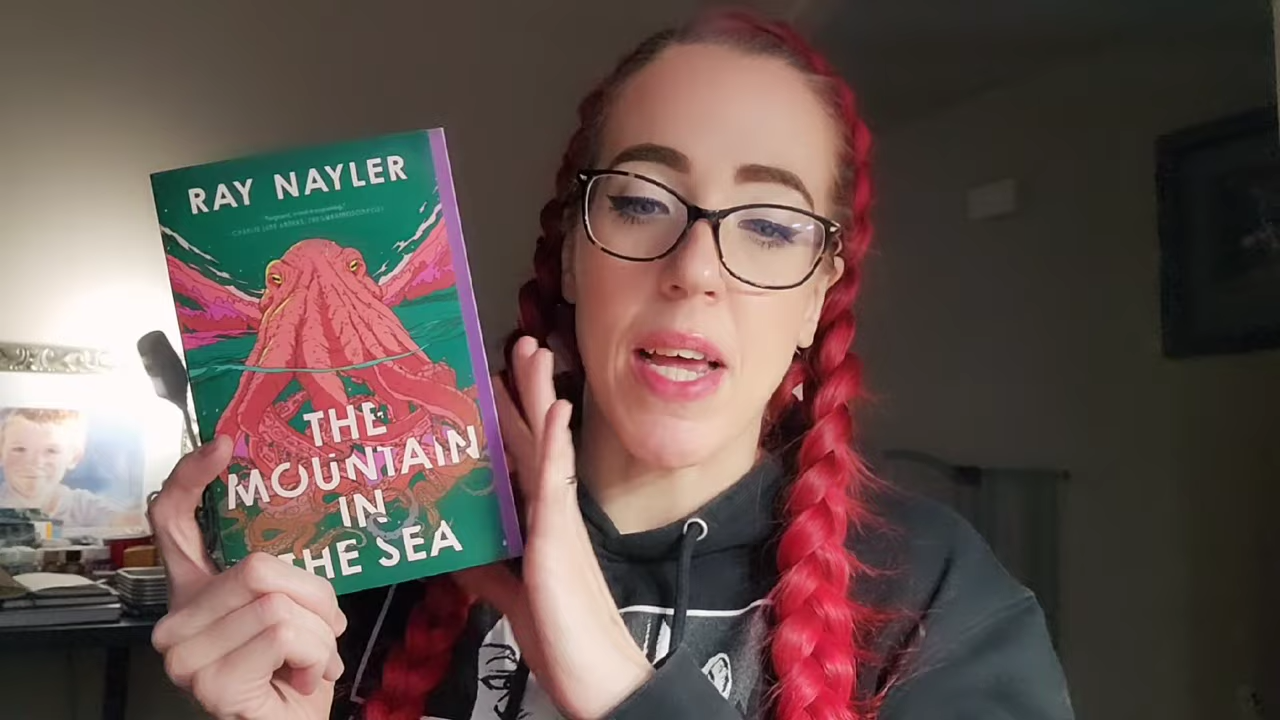 RAY NAYLER
THE
MOUNTAIN
IN
THE SEA